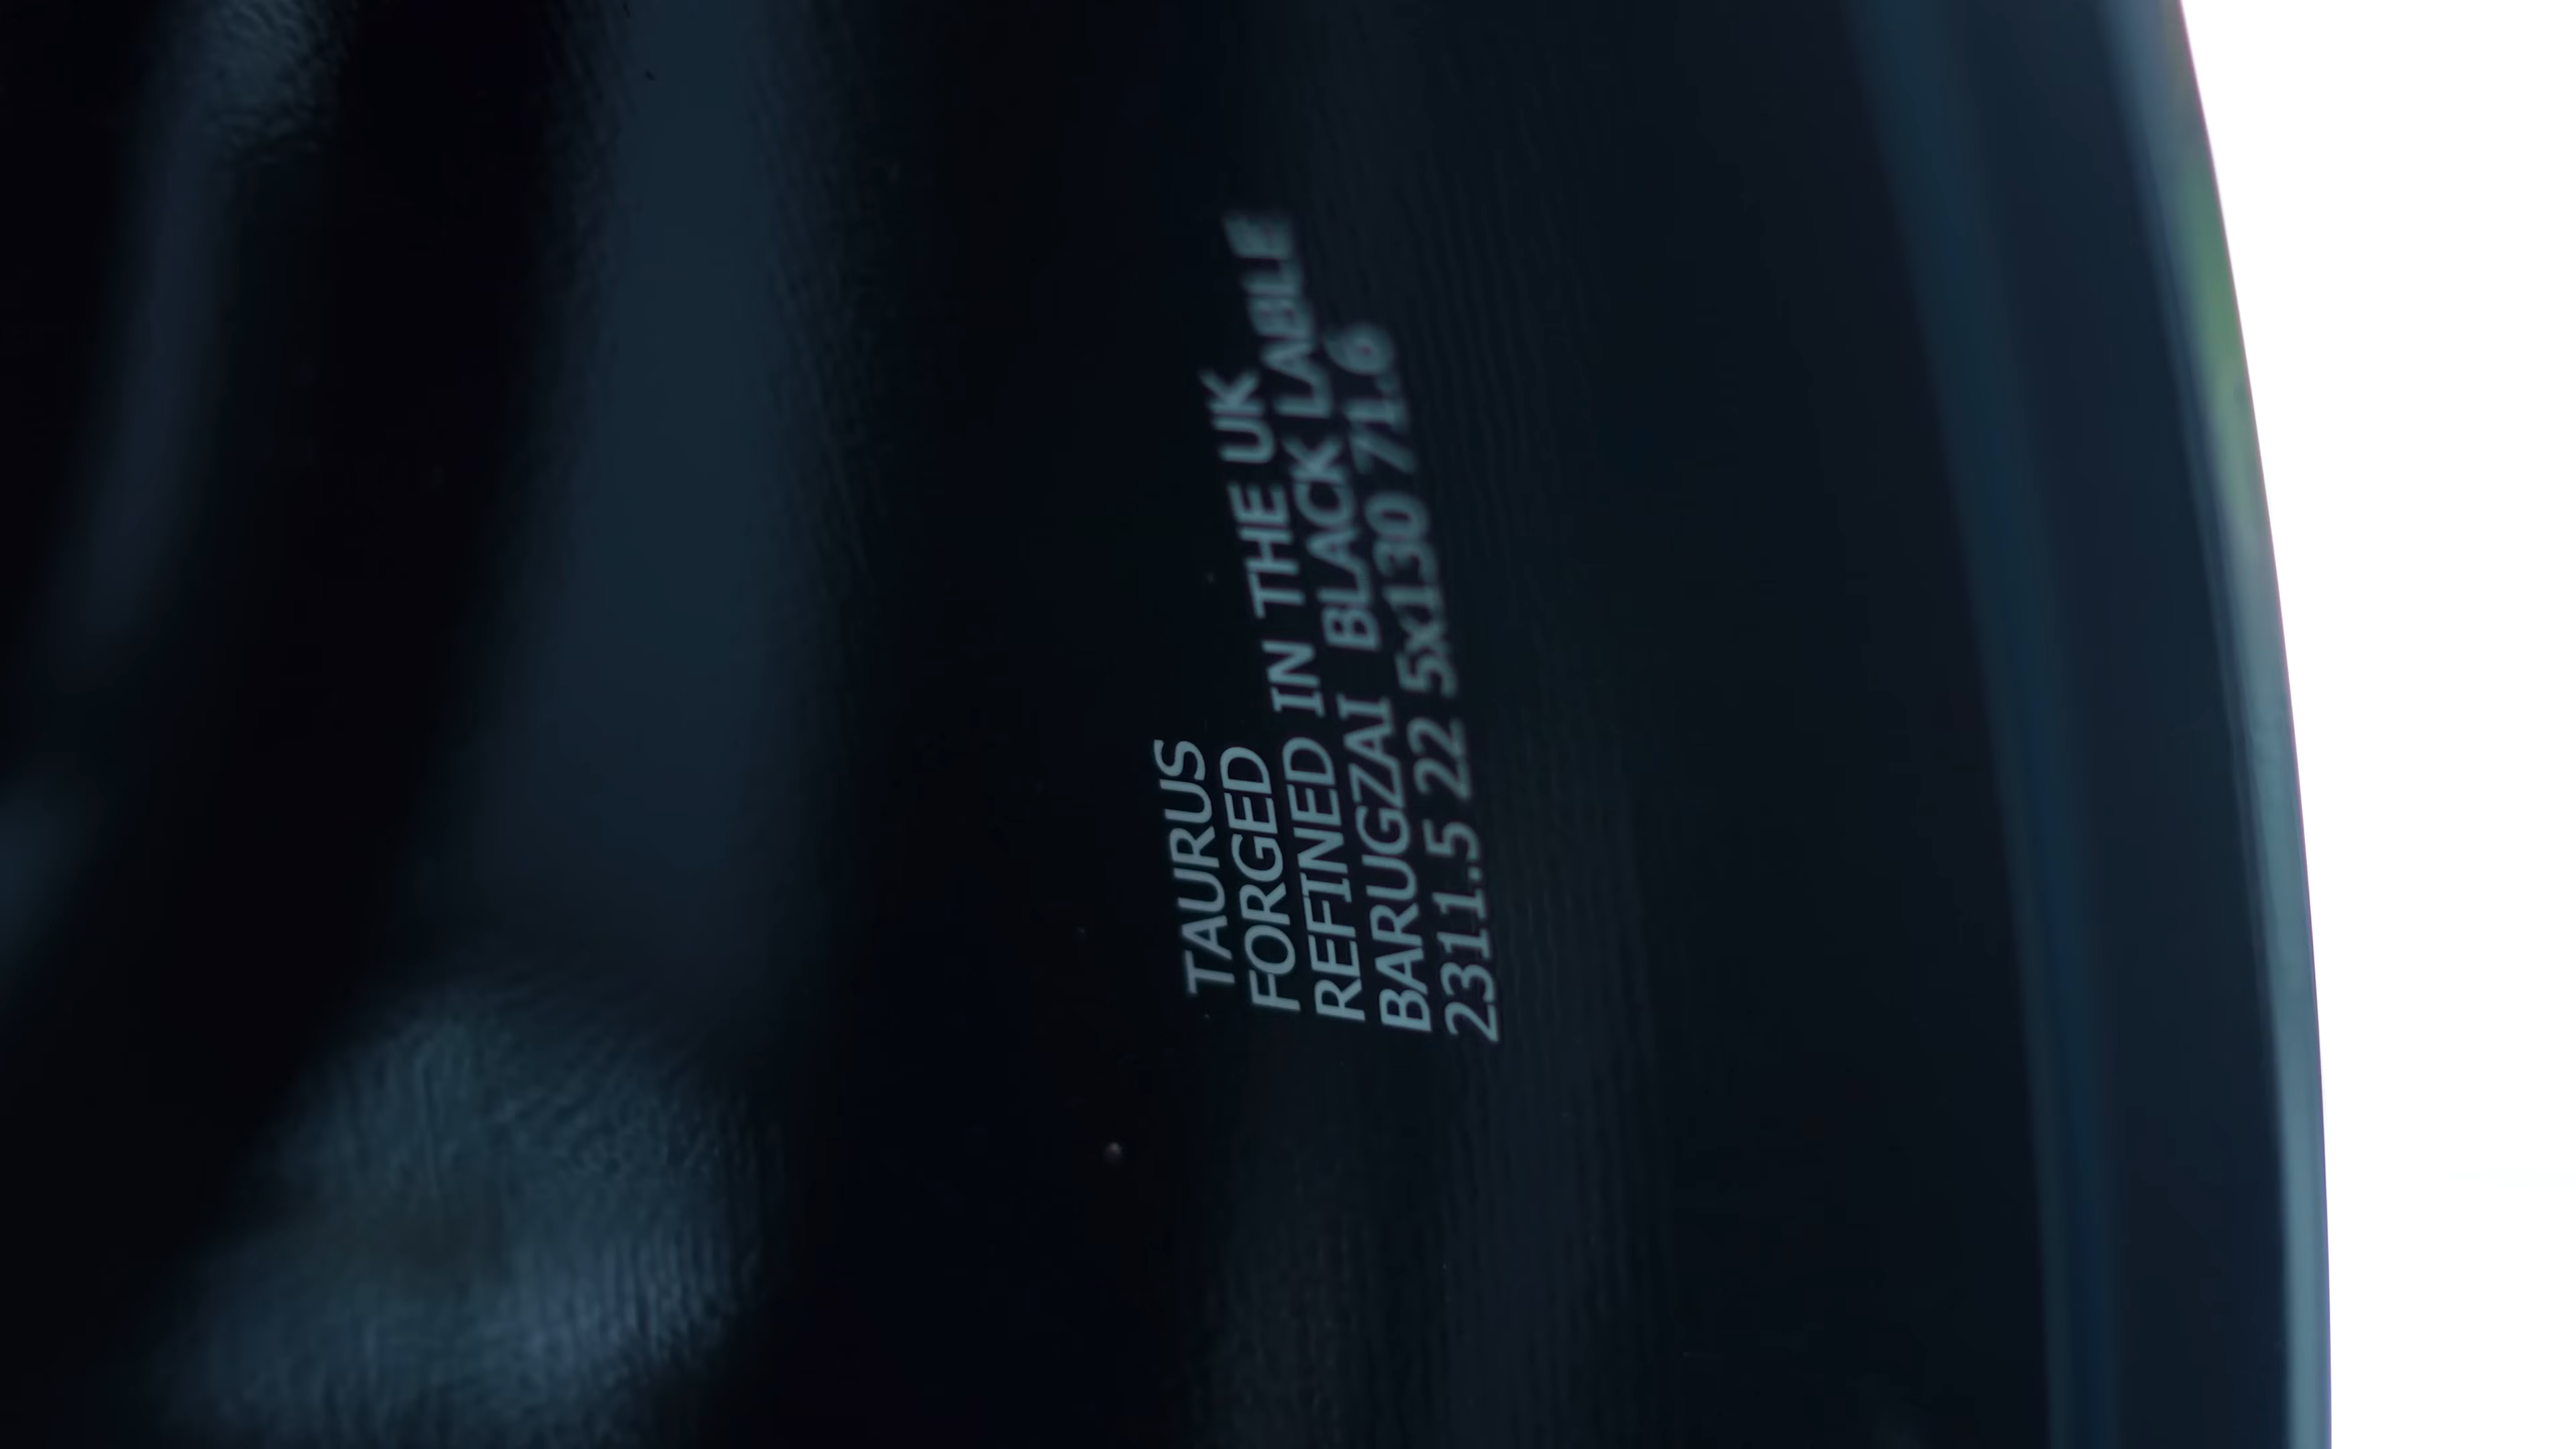 TAURUS
FORGED
REFINED IN THE UK
BARUGZAI BLACK LABLE
2311.5 22 5x130 71.6